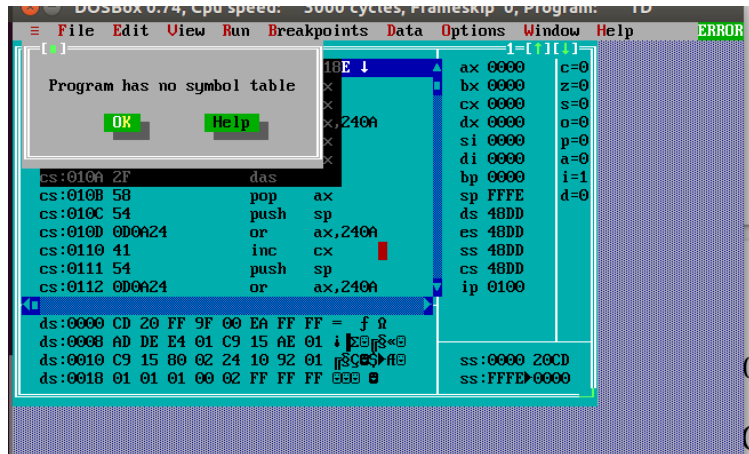 DOSBox 0.74, Cpu speed: 3000 cycles, Frameskip 0, Program: TD
≡ File Edit View Run Breakpoints Data Options Window Help ERROR
[■] 1=[↑][↓]
Program has no symbol table
OK Help
18E ↓
x
x,240A
x
x
cs:010A 2F das
cs:010B 58 pop ax
cs:010C 54 push sp
cs:010D 0D0A24 or ax,240A
cs:0110 41 inc cx
cs:0111 54 push sp
cs:0112 0D0A24 or ax,240A
ax 0000 c=0
bx 0000 z=0
cx 0000 s=0
dx 0000 o=0
si 0000 p=0
di 0000 a=0
bp 0000 i=1
sp FFFE d=0
ds 48DD
es 48DD
ss 48DD
cs 48DD
ip 0100
ds:0000 CD 20 FF 9F 00 EA FF FF = ƒ Ω
ds:0008 AD DE E4 01 C9 15 AE 01
ds:0010 C9 15 80 02 24 10 92 01
ds:0018 01 01 01 00 02 FF FF FF
ss:0000 20CD
ss:FFFE►0000